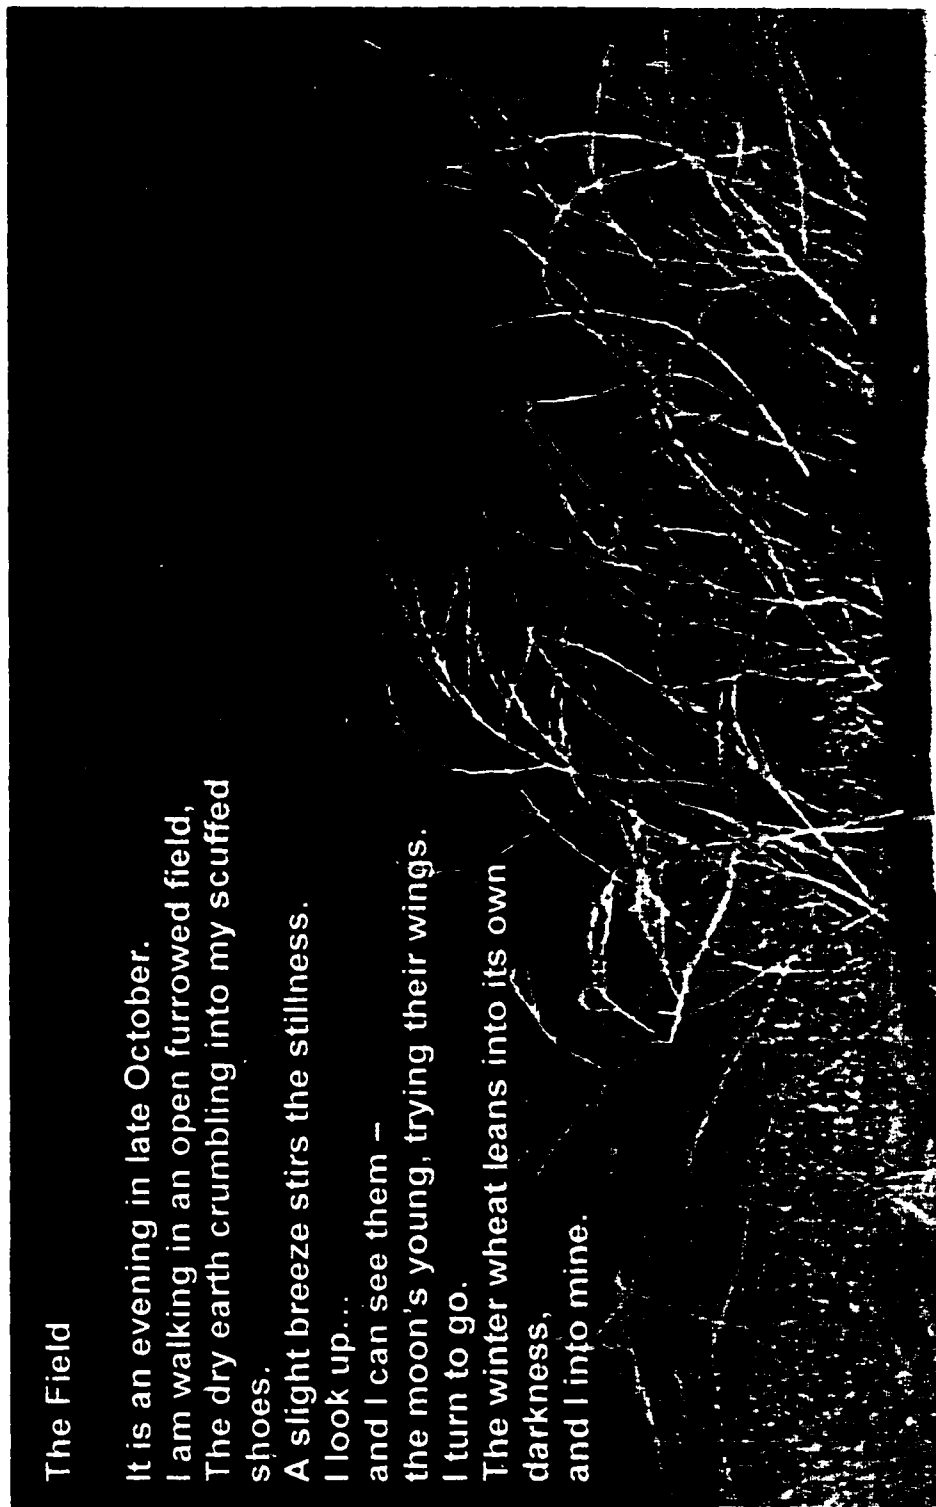 The Field
It is an evening in late October.
I am walking in an open furrowed field,
The dry earth crumbling into my scuffed
shoes.
A slight breeze stirs the stillness.
I look up...
and I can see them –
the moon's young, trying their wings.
I turn to go.
The winter wheat leans into its own
darkness,
and I into mine.